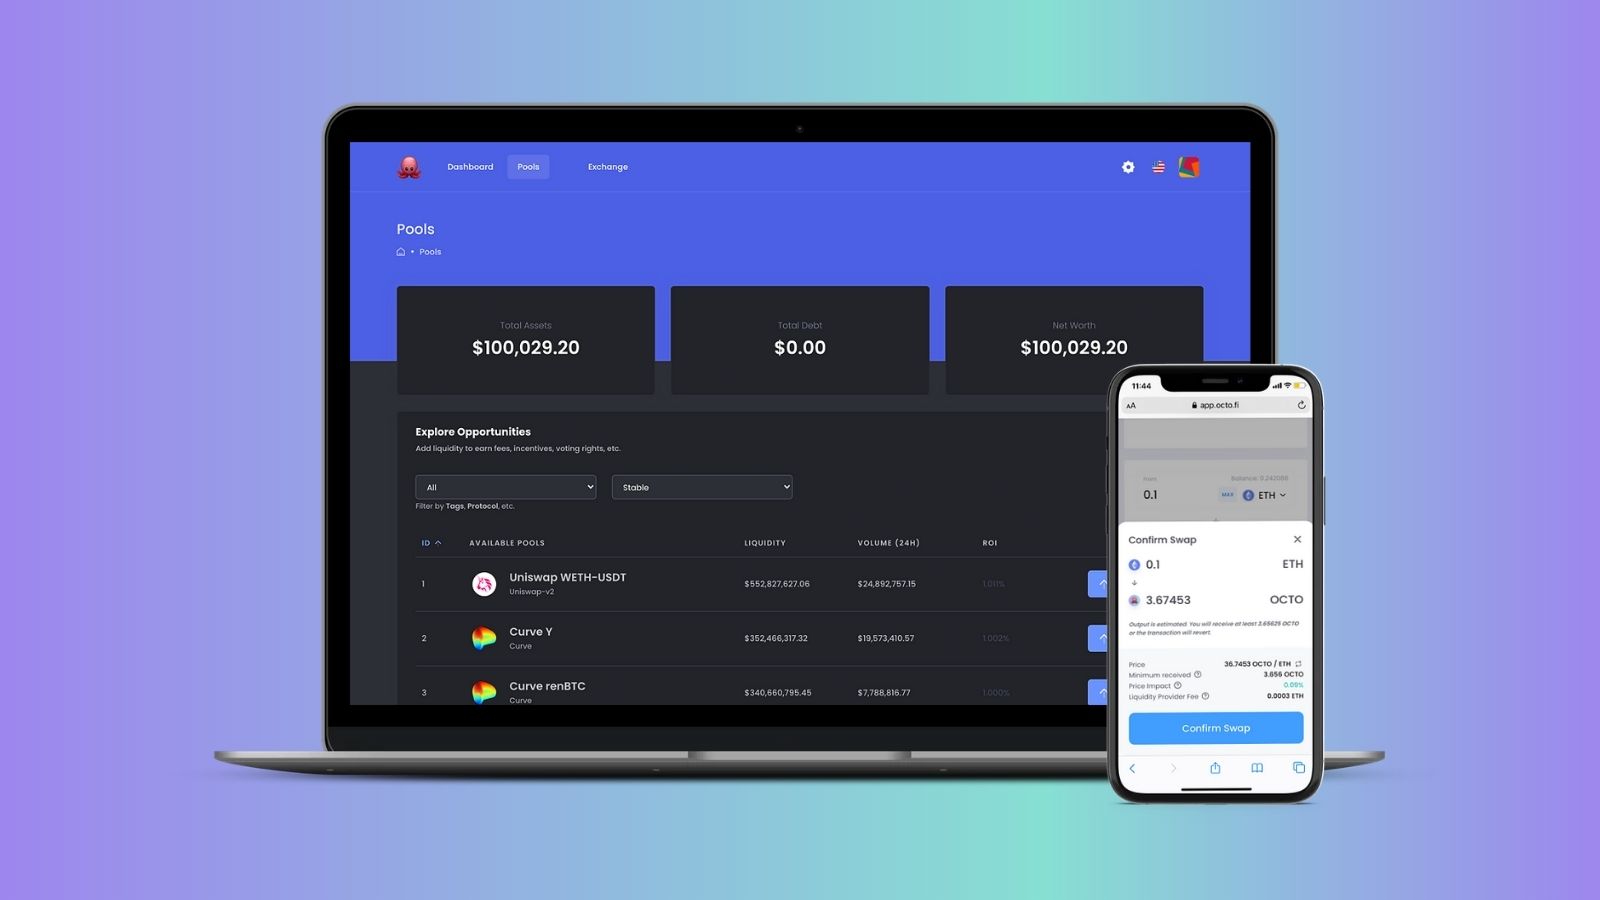 Dashboard
Pools
Exchange
Pools
Pools
Total Assets
$100,029.20
Total Debt
$0.00
Net Worth
$100,029.20
Explore Opportunities
Add liquidity to earn fees, incentives, voting rights, etc.
All
Stable
Filter by Tags, Protocol, etc.
ID AVAILABLE POOLS LIQUIDITY VOLUME (24H) ROI
1 Uniswap WETH-USDT $552,827,627.06 $24,892,757.15 1.011%
Uniswap-v2
2 Curve Y $352,466,317.32 $19,573,410.57 1.002%
Curve
3 Curve renBTC $340,660,795.45 $7,788,816.77 1.000%
Curve
11:44
AA app.octo.fi
From Balance: 0.242088
0.1 MAX ETH
Confirm Swap
0.1 ETH
3.67453 OCTO
Output is estimated. You will receive at least 3.65625 OCTO
or the transaction will revert.
Price 36.7453 OCTO / ETH
Minimum received 3.656 OCTO
Price Impact 0.09%
Liquidity Provider Fee 0.0003 ETH
Confirm Swap